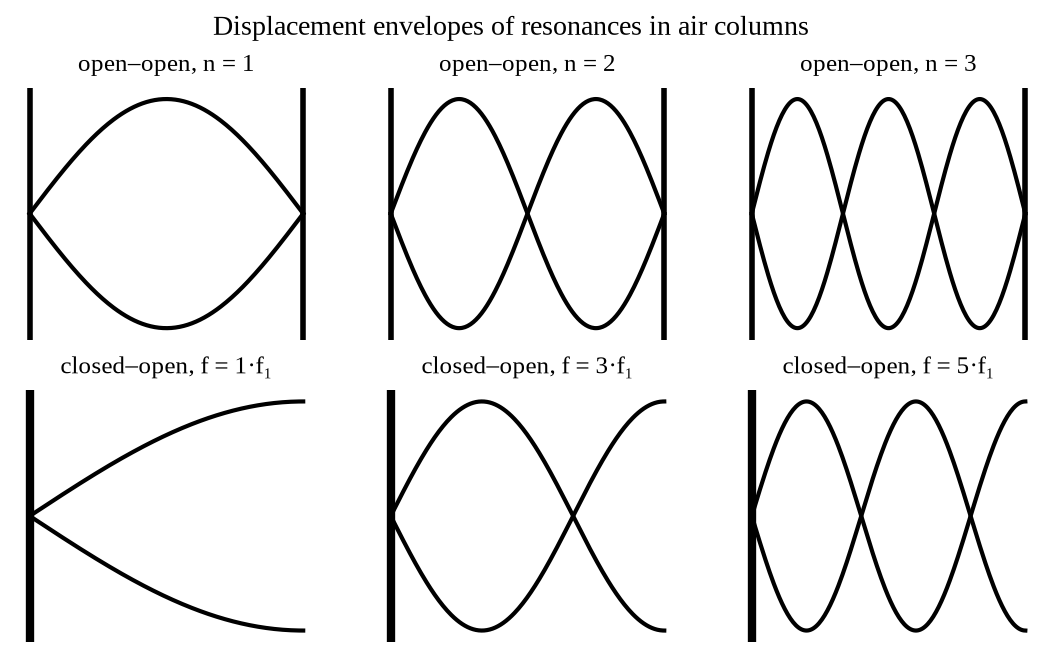 Displacement envelopes of resonances in air columns
open–open, n = 1
open–open, n = 2
open–open, n = 3
closed–open, f = 1·f₁
closed–open, f = 3·f₁
closed–open, f = 5·f₁